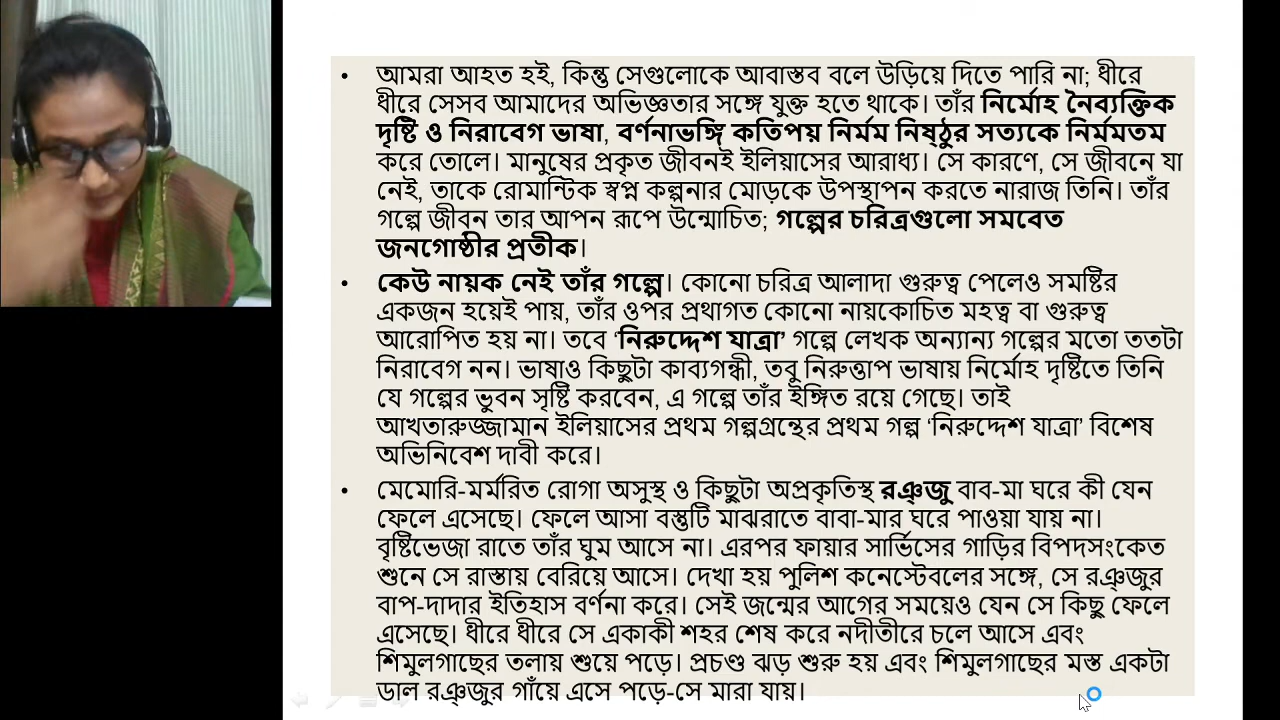 • আমরা আহত হই, কিন্তু সেগুলোকে আবাস্তব বলে উড়িয়ে দিতে পারি না; ধীরে
ধীরে সেসব আমাদের অভিজ্ঞতার সঙ্গে যুক্ত হতে থাকে। তাঁর নির্মোহ নৈব্যক্তিক
দৃষ্টি ও নিরাবেগ ভাষা, বর্ণনাভঙ্গি কতিপয় নির্মম নিষ্ঠুর সত্যকে নির্মমতম
করে তোলে। মানুষের প্রকৃত জীবনই ইলিয়াসের আরাধ্য। সে কারণে, সে জীবনে যা
নেই, তাকে রোমান্টিক স্বপ্ন কল্পনার মোড়কে উপস্থাপন করতে নারাজ তিনি। তাঁর
গল্পে জীবন তার আপন রূপে উন্মোচিত; গল্পের চরিত্রগুলো সমবেত
জনগোষ্ঠীর প্রতীক।
• কেউ নায়ক নেই তাঁর গল্পে। কোনো চরিত্র আলাদা গুরুত্ব পেলেও সমষ্টির
একজন হয়েই পায়, তাঁর ওপর প্রথাগত কোনো নায়কোচিত মহত্ব বা গুরুত্ব
আরোপিত হয় না। তবে ‘নিরুদ্দেশ যাত্রা’ গল্পে লেখক অন্যান্য গল্পের মতো ততটা
নিরাবেগ নন। ভাষাও কিছুটা কাব্যগন্ধী, তবু নিরুত্তাপ ভাষায় নির্মোহ দৃষ্টিতে তিনি
যে গল্পের ভুবন সৃষ্টি করবেন, এ গল্পে তাঁর ইঙ্গিত রয়ে গেছে। তাই
আখতারুজ্জামান ইলিয়াসের প্রথম গল্পগ্রন্থের প্রথম গল্প ‘নিরুদ্দেশ যাত্রা’ বিশেষ
অভিনিবেশ দাবী করে।
• মেমোরি-মর্মরিত রোগা অসুস্থ ও কিছুটা অপ্রকৃতিস্থ রঞ্জু বাব-মা ঘরে কী যেন
ফেলে এসেছে। ফেলে আসা বস্তুটি মাঝরাতে বাবা-মার ঘরে পাওয়া যায় না।
বৃষ্টিভেজা রাতে তাঁর ঘুম আসে না। এরপর ফায়ার সার্ভিসের গাড়ির বিপদসংকেত
শুনে সে রাস্তায় বেরিয়ে আসে। দেখা হয় পুলিশ কনেস্টেবলের সঙ্গে, সে রঞ্জুর
বাপ-দাদার ইতিহাস বর্ণনা করে। সেই জন্মের আগের সময়েও যেন সে কিছু ফেলে
এসেছে। ধীরে ধীরে সে একাকী শহর শেষ করে নদীতীরে চলে আসে এবং
শিমুলগাছের তলায় শুয়ে পড়ে। প্রচণ্ড ঝড় শুরু হয় এবং শিমুলগাছের মস্ত একটা
ডাল রঞ্জুর গাঁয়ে এসে পড়ে-সে মারা যায়।